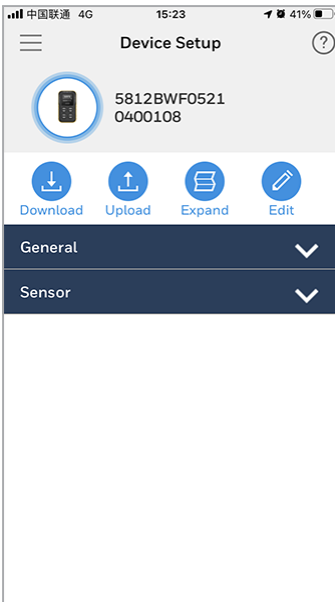 中国联通 4G 15:23 41%
Device Setup ?
5812BWF0521
0400108
Download Upload Expand Edit
General
Sensor